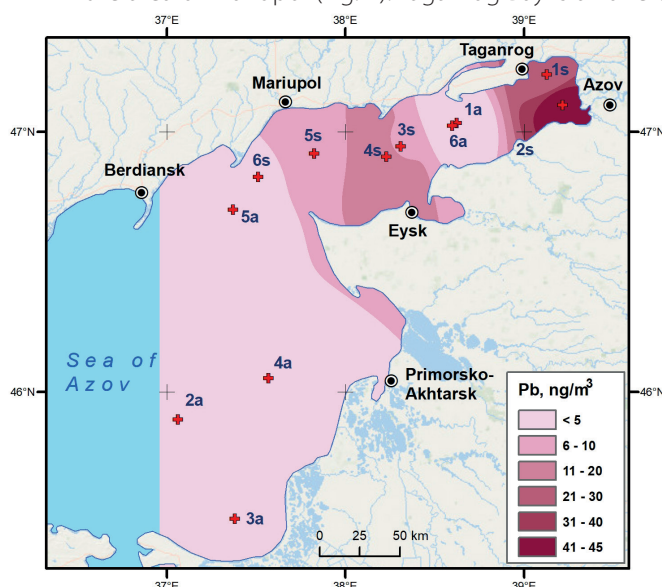 37°E 38°E 39°E
Taganrog
1s
Mariupol
Azov
47°N 47°N
1a
5s 3s
6a
2s
4s
6s
Berdiansk
5a
Eysk
Sea of
Azov
4a
Primorsko-
Akhtarsk
46°N
2a
3a
Pb, ng/m³
< 5
6 - 10
11 - 20
21 - 30
31 - 40
41 - 45
0 25 50 km
37°E 38°E 39°E